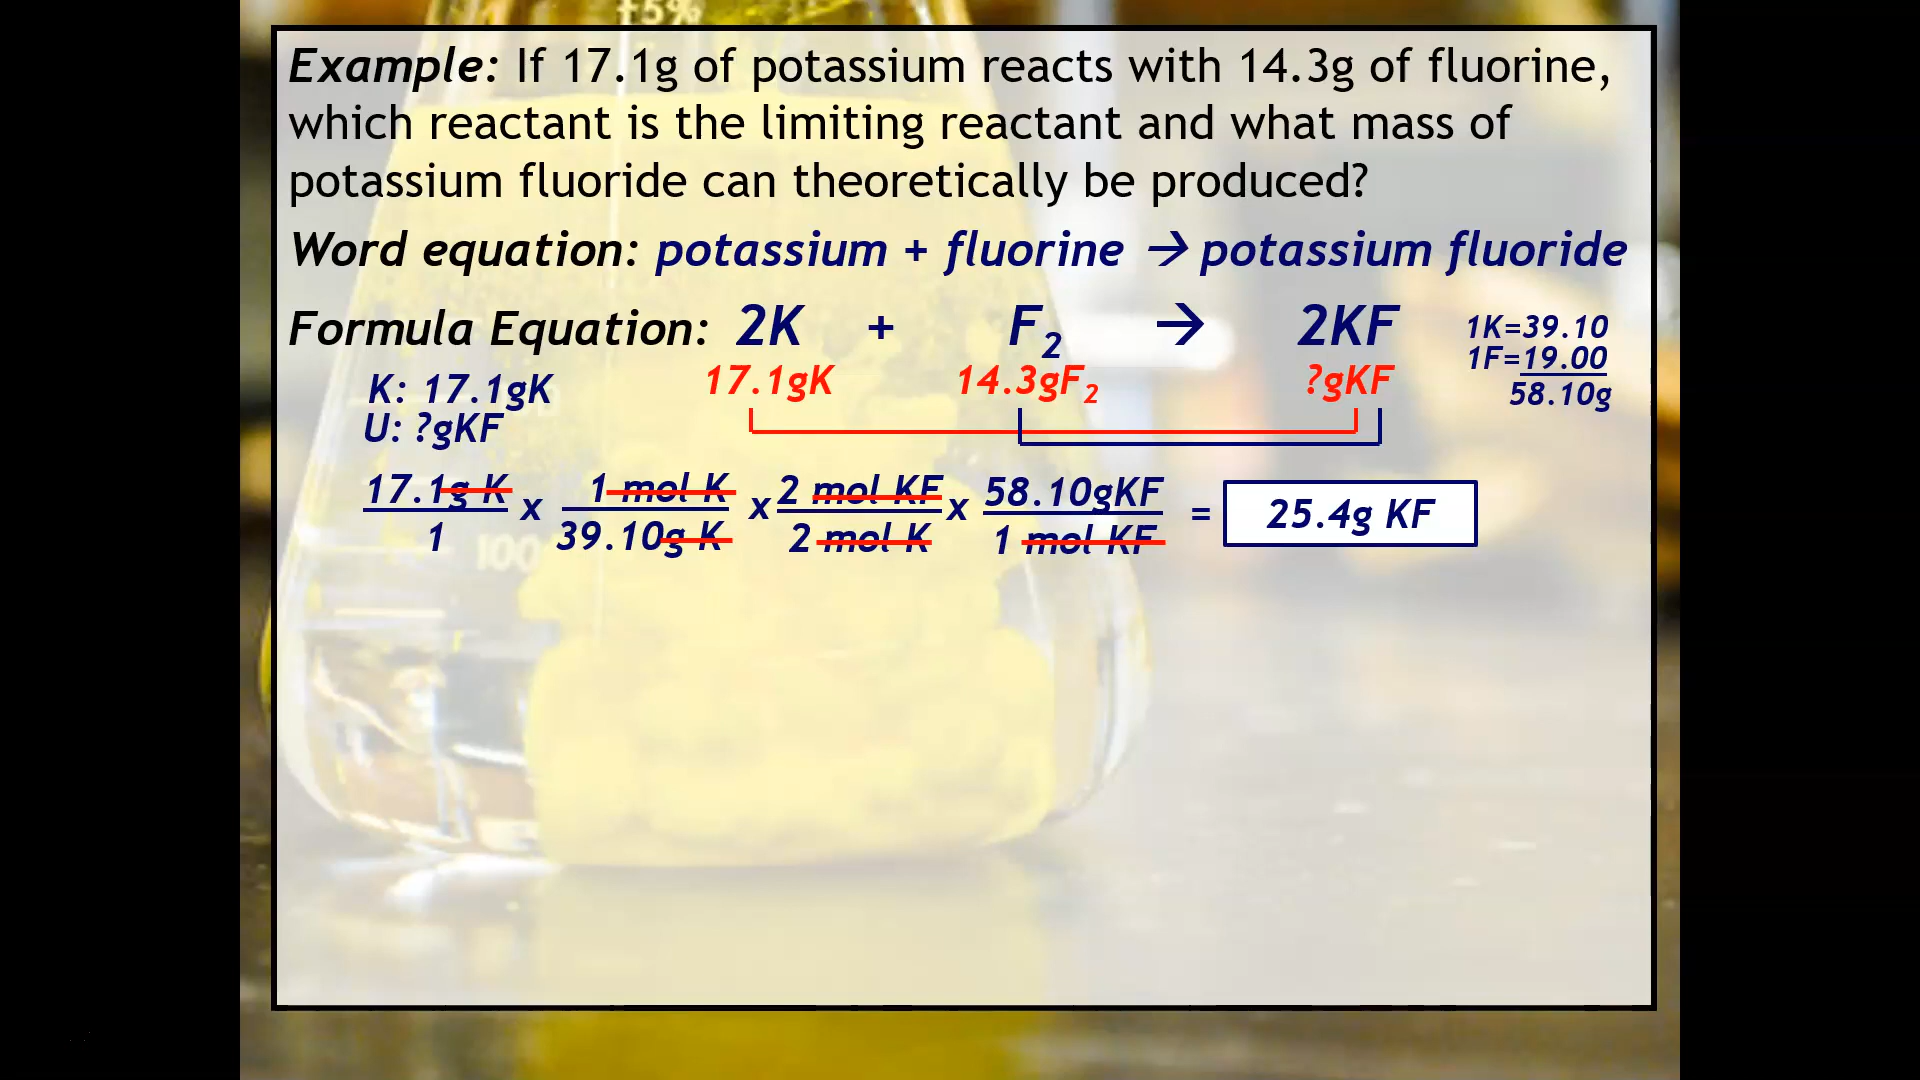 ±5%
Example: If 17.1g of potassium reacts with 14.3g of fluorine,
which reactant is the limiting reactant and what mass of
potassium fluoride can theoretically be produced?
Word equation: potassium + fluorine → potassium fluoride
Formula Equation: 2K + F₂ → 2KF
1K=39.10
1F=19.00
58.10g
17.1gK 14.3gF₂ ?gKF
K: 17.1gK
U: ?gKF
17.1g K x 1 mol K x 2 mol KF x 58.10gKF = 25.4g KF
1 39.10g K 2 mol K 1 mol KF
100